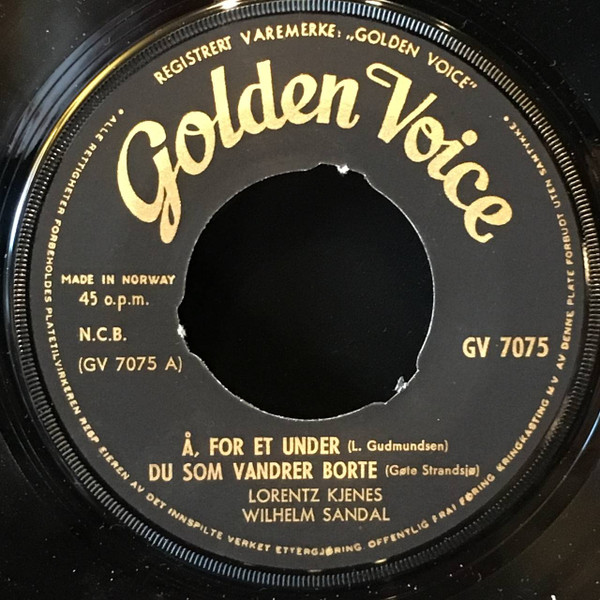 REGISTRERT VAREMERKE: „GOLDEN VOICE"
Golden Voice
MADE IN NORWAY
45 o.p.m.
N.C.B.
(GV 7075 A)
GV 7075
Å, FOR ET UNDER (L. Gudmundsen)
DU SOM VANDRER BORTE (Gøte Strandsjø)
LORENTZ KJENES
WILHELM SANDAL
• ALLE RETTIGHETER FORBEHOLDES PLATETILVIRKEREN RESP EIEREN AV DET INNSPILTE VERKET ETTERGJØRING OFFENTLIG FRAMFØRING KRINGKASTING M V AV DENNE PLATE FORBUDT UTEN SAMTYKKE •